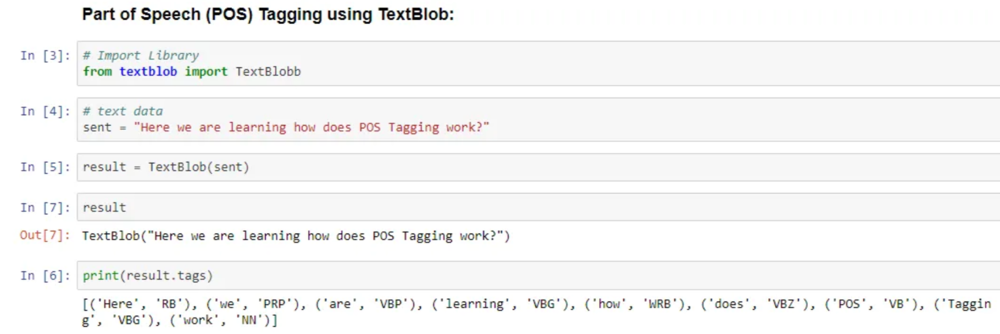 Part of Speech (POS) Tagging using TextBlob:
In [3]: # Import Library
from textblob import TextBlobb
In [4]: # text data
sent = "Here we are learning how does POS Tagging work?"
In [5]: result = TextBlob(sent)
In [7]: result
Out[7]: TextBlob("Here we are learning how does POS Tagging work?")
In [6]: print(result.tags)
[('Here', 'RB'), ('we', 'PRP'), ('are', 'VBP'), ('learning', 'VBG'), ('how', 'WRB'), ('does', 'VBZ'), ('POS', 'VB'), ('Taggin
g', 'VBG'), ('work', 'NN')]